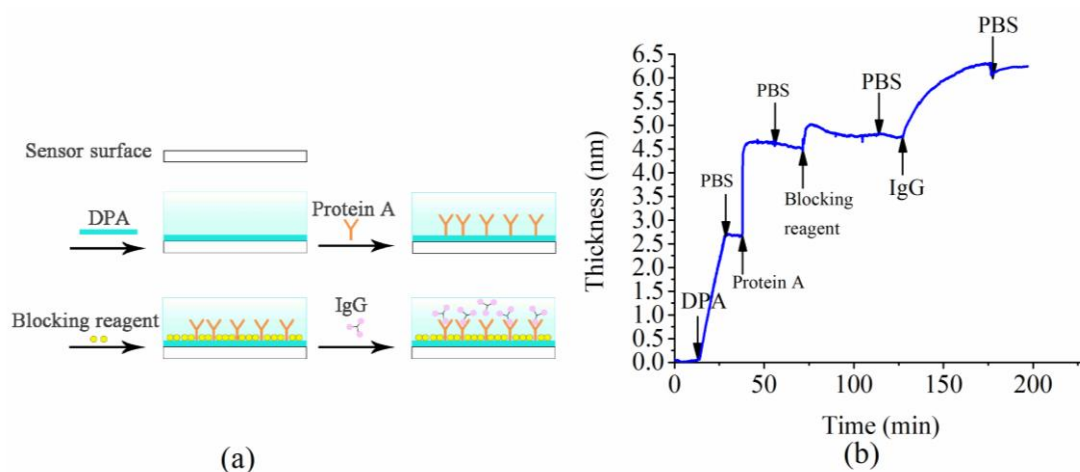 Sensor surface
DPA
Protein A
Blocking reagent
IgG
(a)
Thickness (nm)
6.5
6.0
5.5
5.0
4.5
4.0
3.5
3.0
2.5
2.0
1.5
1.0
0.5
0.0
DPA
PBS
Protein A
PBS
Blocking
reagent
PBS
IgG
PBS
0 50 100 150 200
Time (min)
(b)